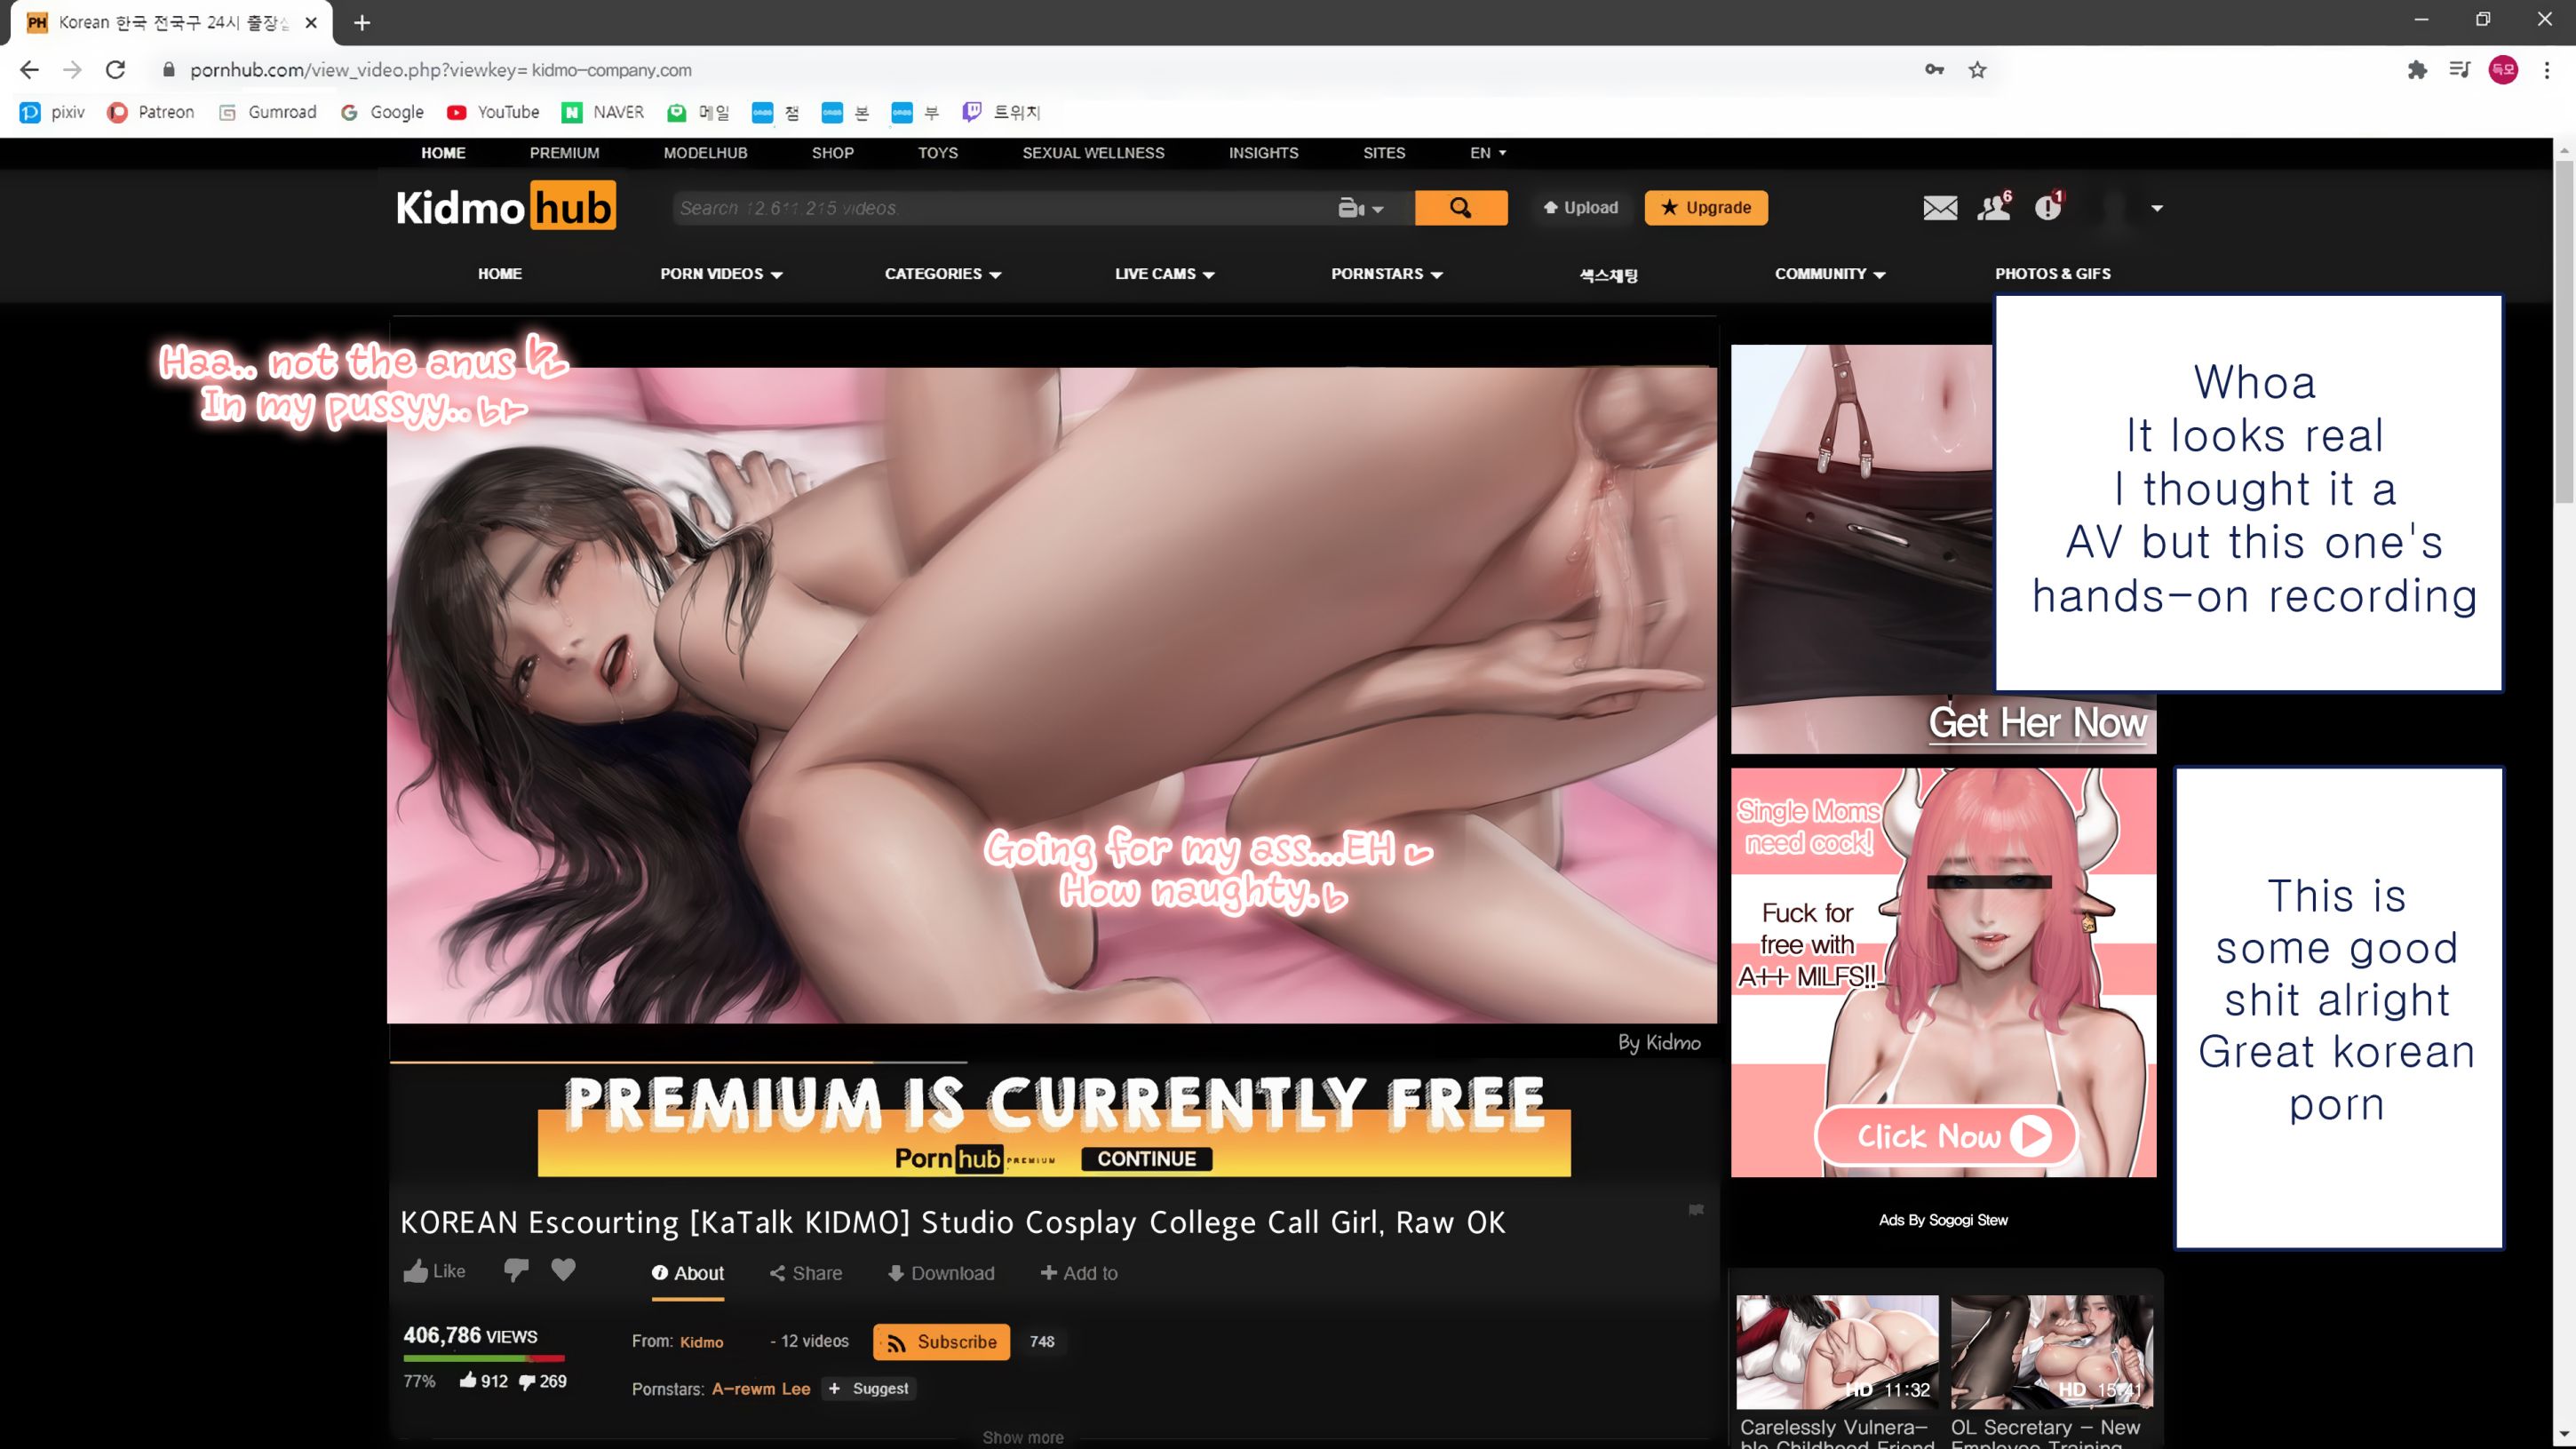 PH Korean 한국 전국구 24시 출장
pornhub.com/view_video.php?viewkey= kidmo-company.com
득모
pixiv Patreon Gumroad Google YouTube NAVER 메일 챔 본 부 트위치
HOME PREMIUM MODELHUB SHOP TOYS SEXUAL WELLNESS INSIGHTS SITES EN
Kidmo hub
Search 12.611.215 videos.
Upload
Upgrade
6
1
HOME PORN VIDEOS CATEGORIES LIVE CAMS PORNSTARS 섹스채팅 COMMUNITY PHOTOS & GIFS
Haa.. not the anus
In my pussyy..
Going for my ass...EH
How naughty.
By Kidmo
Whoa
It looks real
I thought it a
AV but this one's
hands-on recording
Get Her Now
Single Moms
need cock!
Fuck for
free with
A++ MILFS!!
Click Now
This is
some good
shit alright
Great korean
porn
Ads By Sogogi Stew
PREMIUM IS CURRENTLY FREE
Porn hub PREMIUM CONTINUE
KOREAN Escourting [KaTalk KIDMO] Studio Cosplay College Call Girl, Raw OK
Like About Share Download Add to
406,786 VIEWS
77% 912 269
From: Kidmo - 12 videos Subscribe 748
Pornstars: A-rewm Lee + Suggest
Show more
HD 11:32
HD 15:41
Carelessly Vulnera-
ble Childhood Friend
OL Secretary - New
Employee Training